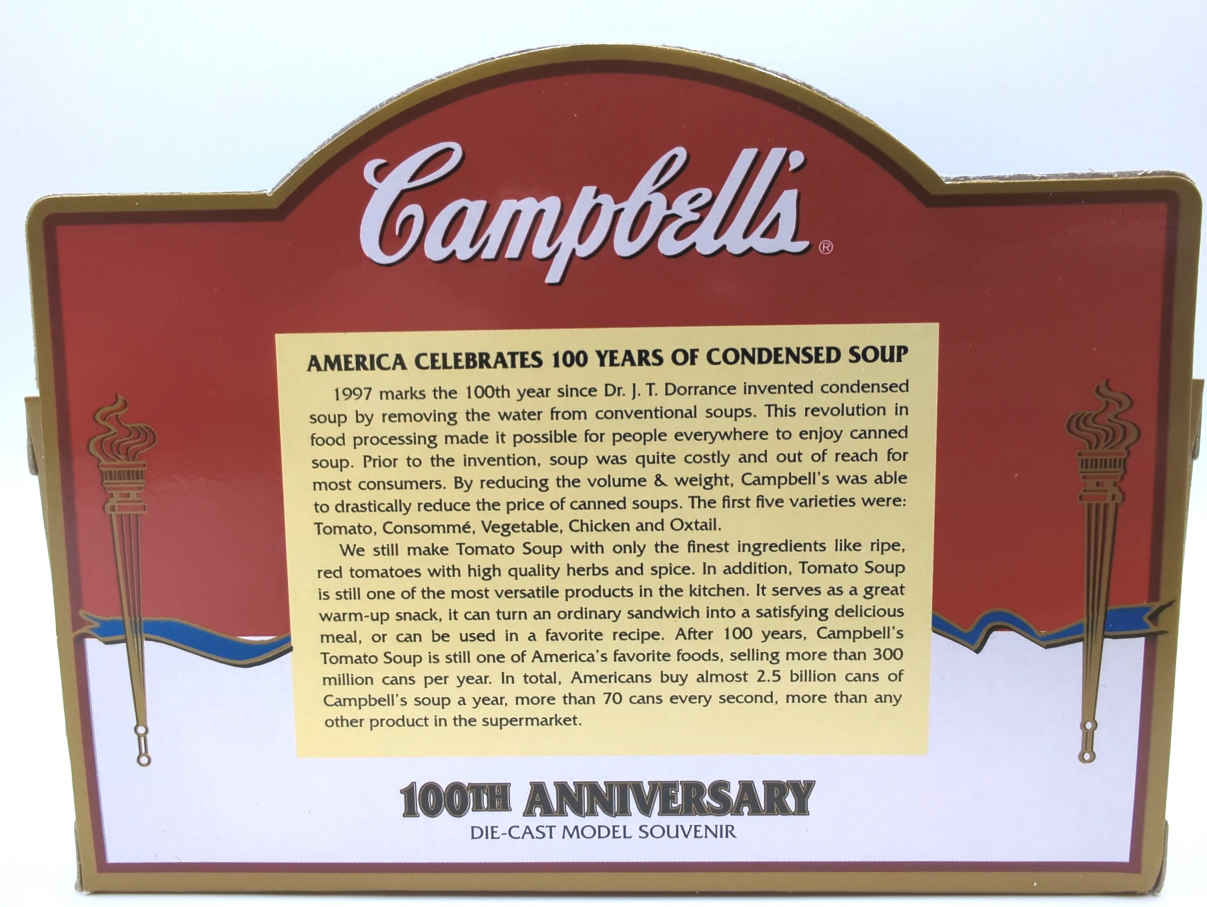 Campbell's®
AMERICA CELEBRATES 100 YEARS OF CONDENSED SOUP
1997 marks the 100th year since Dr. J. T. Dorrance invented condensed
soup by removing the water from conventional soups. This revolution in
food processing made it possible for people everywhere to enjoy canned
soup. Prior to the invention, soup was quite costly and out of reach for
most consumers. By reducing the volume & weight, Campbell's was able
to drastically reduce the price of canned soups. The first five varieties were:
Tomato, Consommé, Vegetable, Chicken and Oxtail.
We still make Tomato Soup with only the finest ingredients like ripe,
red tomatoes with high quality herbs and spice. In addition, Tomato Soup
is still one of the most versatile products in the kitchen. It serves as a great
warm-up snack, it can turn an ordinary sandwich into a satisfying delicious
meal, or can be used in a favorite recipe. After 100 years, Campbell's
Tomato Soup is still one of America's favorite foods, selling more than 300
million cans per year. In total, Americans buy almost 2.5 billion cans of
Campbell's soup a year, more than 70 cans every second, more than any
other product in the supermarket.
100TH ANNIVERSARY
DIE-CAST MODEL SOUVENIR